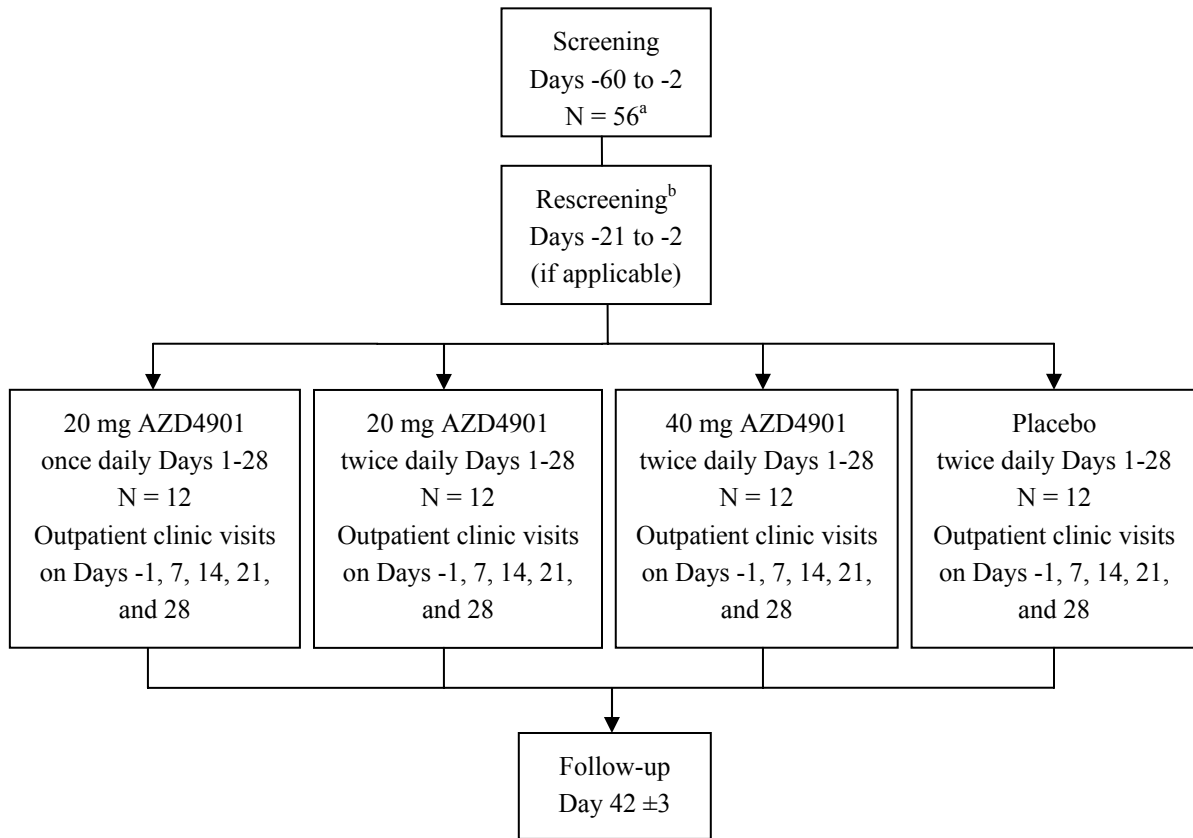 Screening
Days -60 to -2
N = 56ᵃ
Rescreeningᵇ
Days -21 to -2
(if applicable)
20 mg AZD4901
once daily Days 1-28
N = 12
Outpatient clinic visits
on Days -1, 7, 14, 21,
and 28
20 mg AZD4901
twice daily Days 1-28
N = 12
Outpatient clinic visits
on Days -1, 7, 14, 21,
and 28
40 mg AZD4901
twice daily Days 1-28
N = 12
Outpatient clinic visits
on Days -1, 7, 14, 21,
and 28
Placebo
twice daily Days 1-28
N = 12
Outpatient clinic visits
on Days -1, 7, 14, 21,
and 28
Follow-up
Day 42 ±3